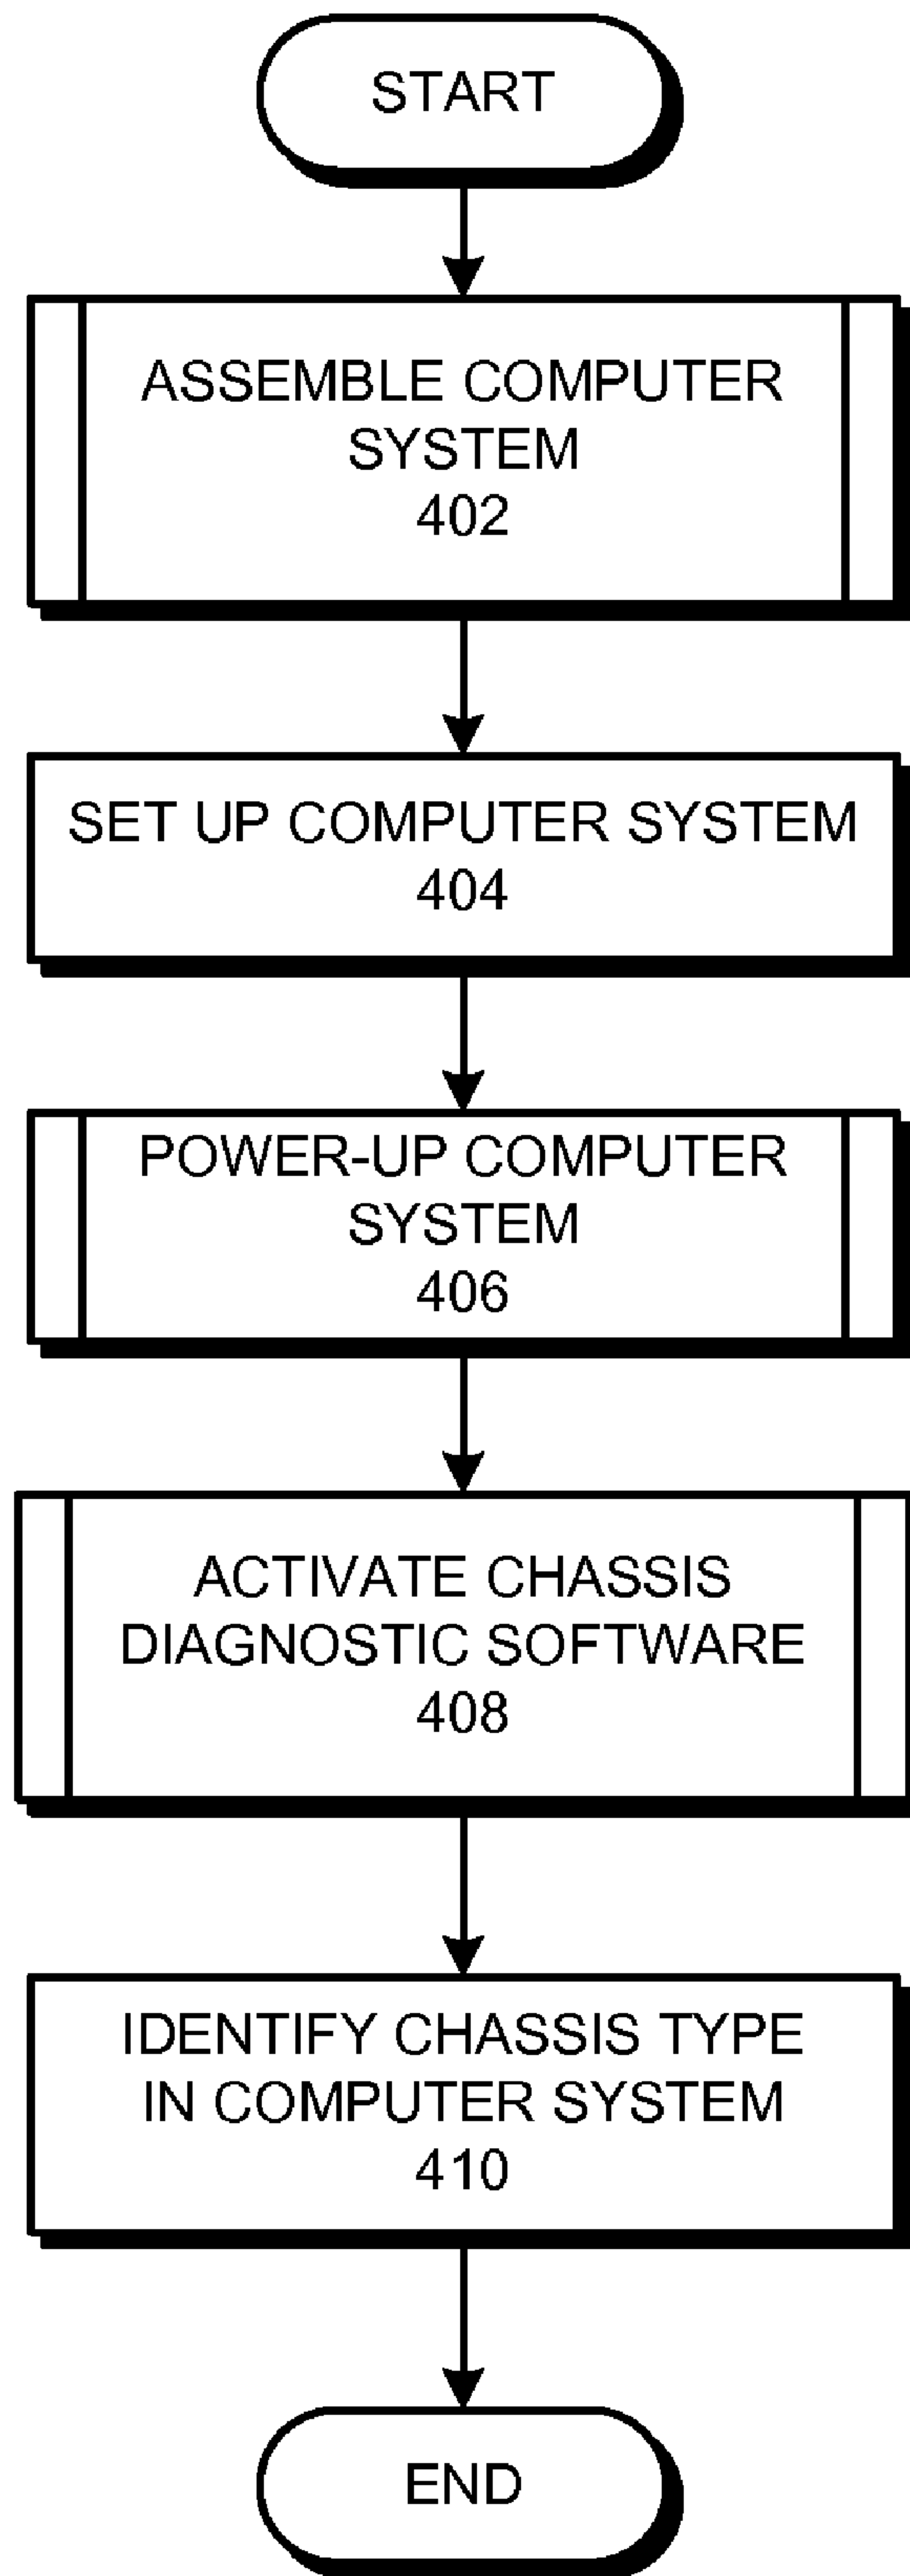 START
ASSEMBLE COMPUTER
SYSTEM
402
SET UP COMPUTER SYSTEM
404
POWER-UP COMPUTER
SYSTEM
406
ACTIVATE CHASSIS
DIAGNOSTIC SOFTWARE
408
IDENTIFY CHASSIS TYPE
IN COMPUTER SYSTEM
410
END